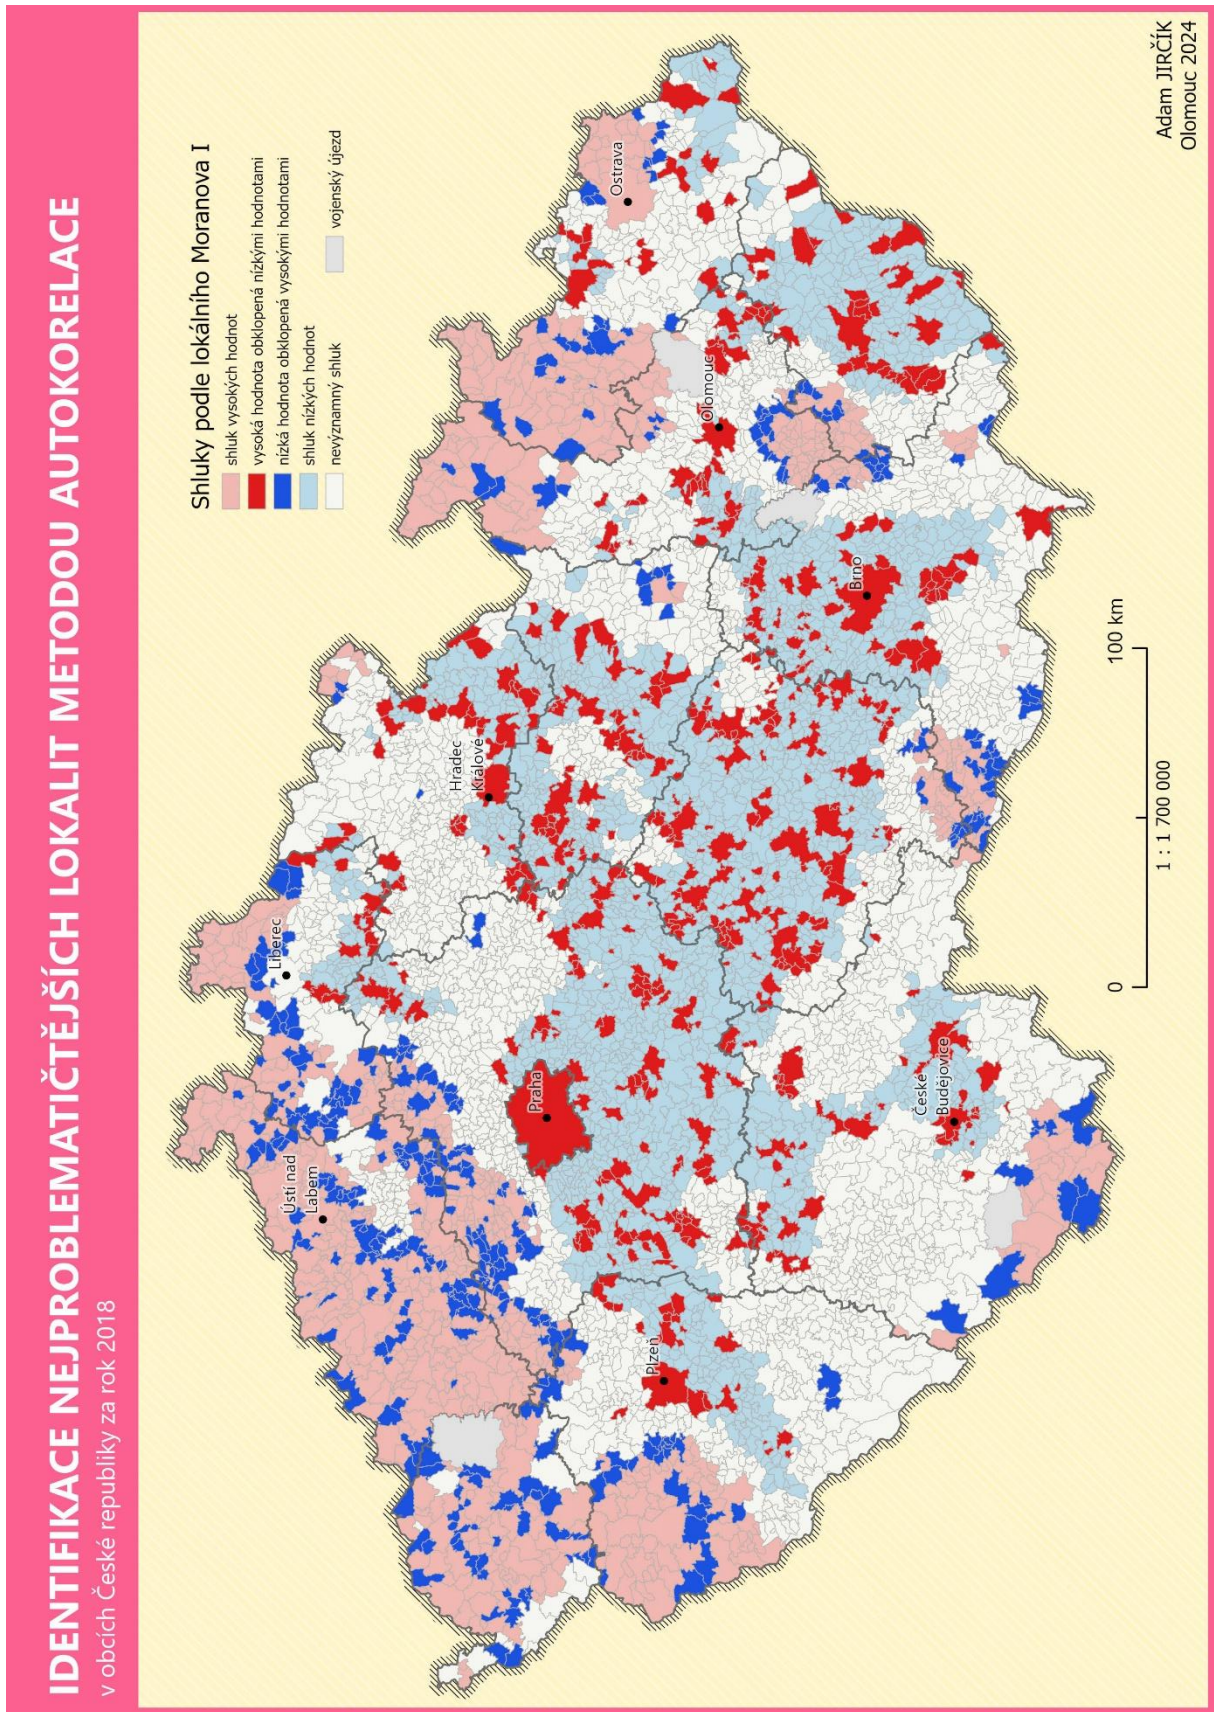 IDENTIFIKACE NEJPROBLEMATIČTĚJŠÍCH LOKALIT METODOU AUTOKORELACE
v obcích České republiky za rok 2018
Shluky podle lokálního Moranova I
shluk vysokých hodnot
vysoká hodnota obklopená nízkými hodnotami
nízká hodnota obklopená vysokými hodnotami
shluk nízkých hodnot
nevýznamný shluk
vojenský újezd
Liberec
Ústí nad
Labem
Hradec
Králové
Praha
Ostrava
Plzeň
Olomouc
Brno
České
Budějovice
0
100 km
1 : 1 700 000
Adam JIRČÍK
Olomouc 2024